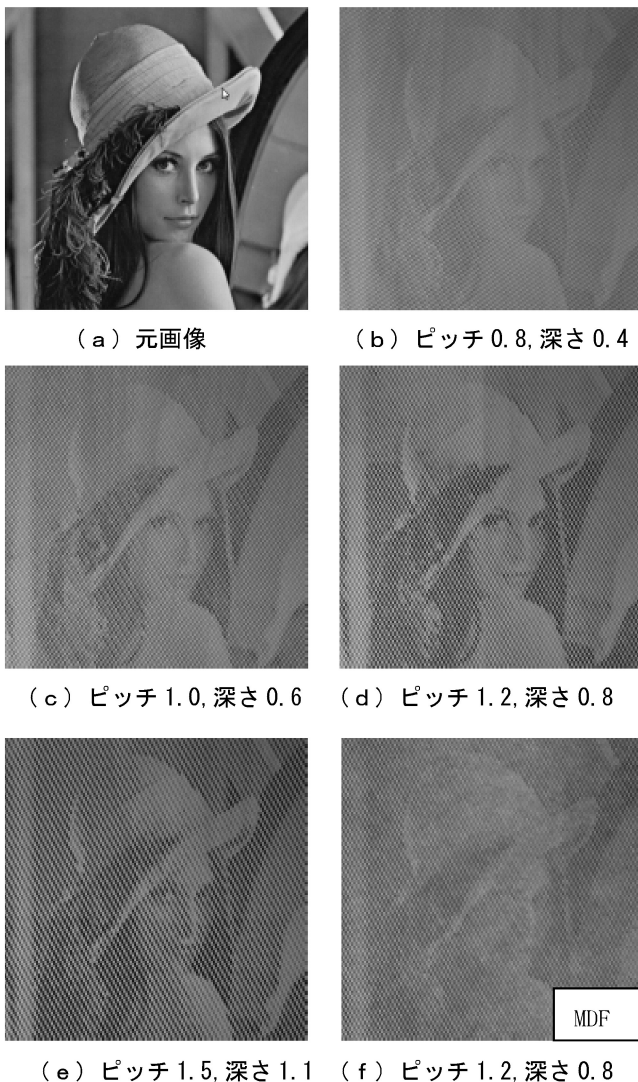 (a) 元画像
(b) ピッチ0.8,深さ0.4
(c) ピッチ1.0,深さ0.6
(d) ピッチ1.2,深さ0.8
MDF
(e) ピッチ1.5,深さ1.1
(f) ピッチ1.2,深さ0.8